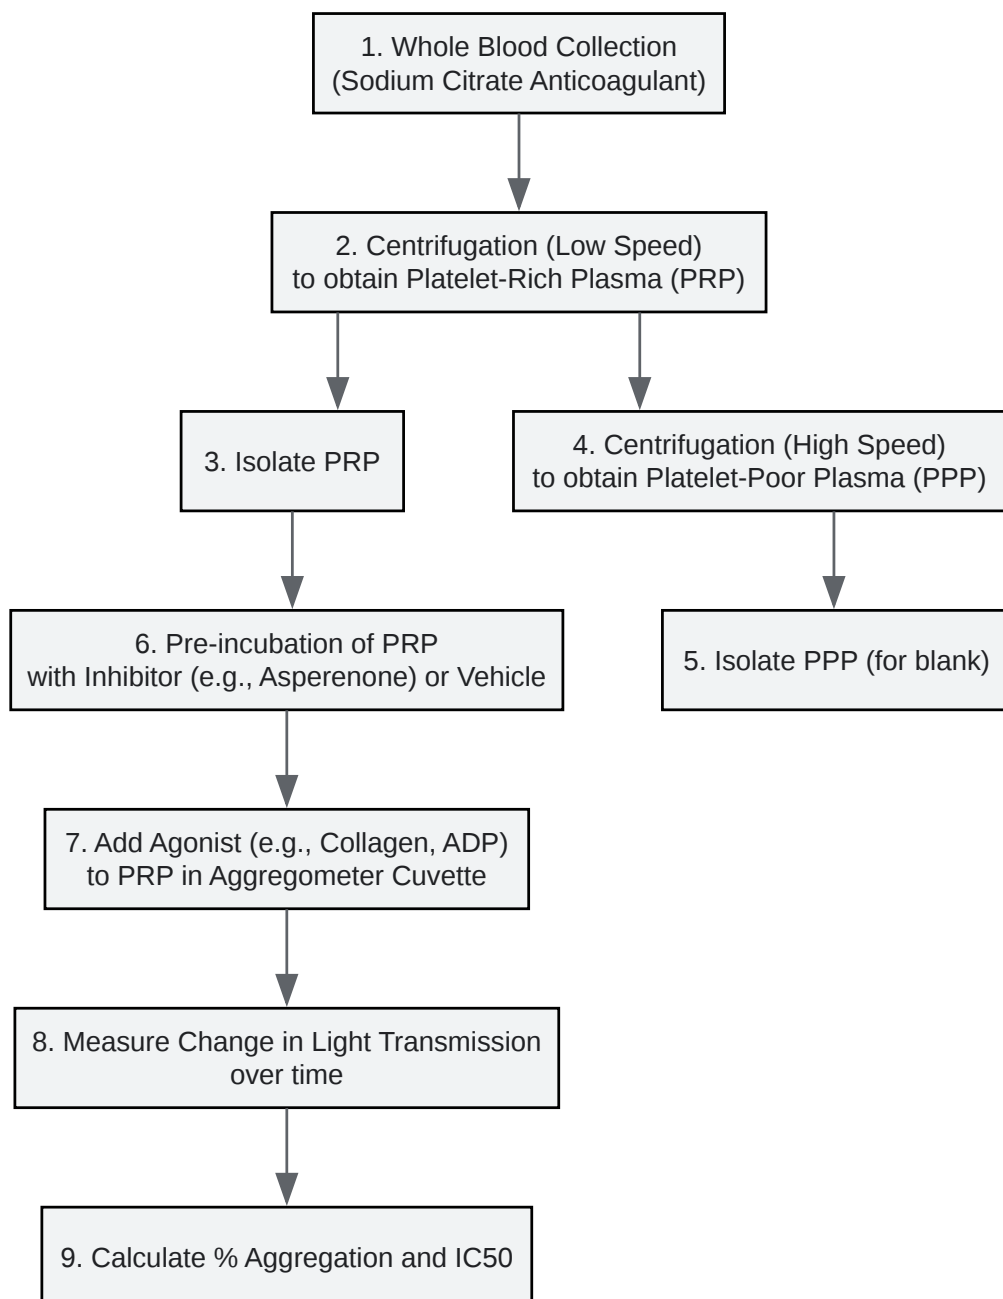 1. Whole Blood Collection
(Sodium Citrate Anticoagulant)
2. Centrifugation (Low Speed)
to obtain Platelet-Rich Plasma (PRP)
3. Isolate PRP
4. Centrifugation (High Speed)
to obtain Platelet-Poor Plasma (PPP)
6. Pre-incubation of PRP
with Inhibitor (e.g., Asperenone) or Vehicle
5. Isolate PPP (for blank)
7. Add Agonist (e.g., Collagen, ADP)
to PRP in Aggregometer Cuvette
8. Measure Change in Light Transmission
over time
9. Calculate % Aggregation and IC50